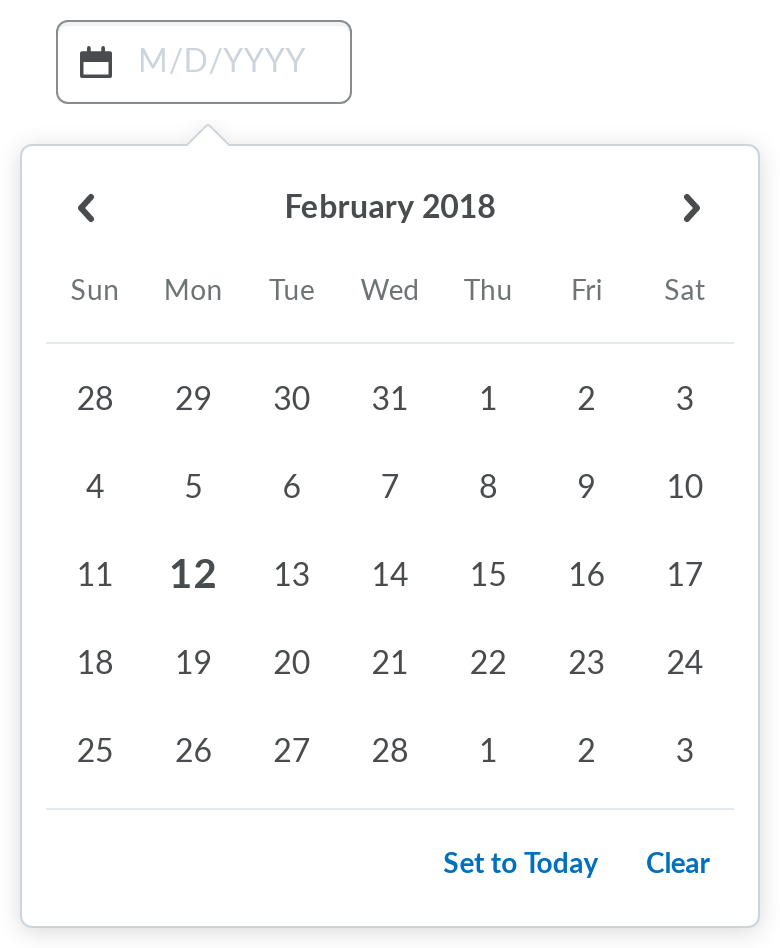 M/D/YYYY
February 2018
Sun Mon Tue Wed Thu Fri Sat
28 29 30 31 1 2 3
4 5 6 7 8 9 10
11 12 13 14 15 16 17
18 19 20 21 22 23 24
25 26 27 28 1 2 3
Set to Today Clear